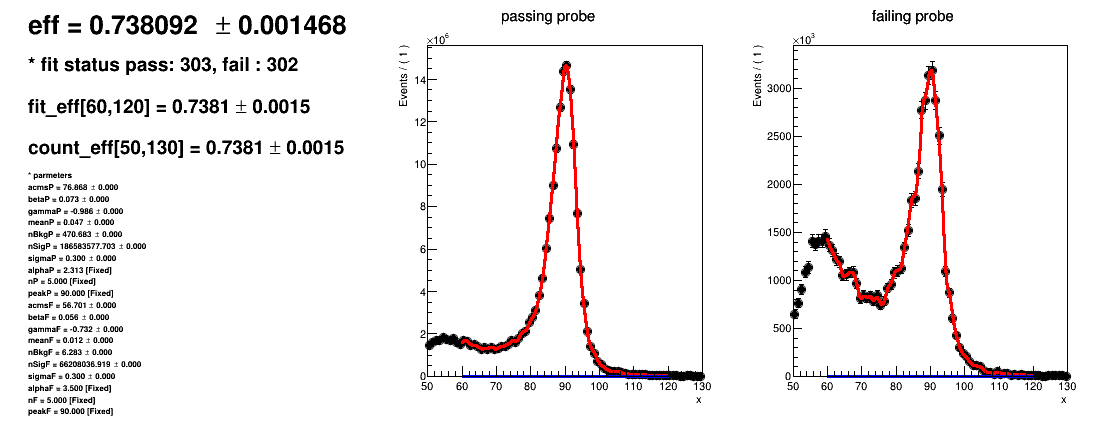 eff = 0.738092 ± 0.001468
* fit status pass: 303, fail : 302
fit_eff[60,120] = 0.7381 ± 0.0015
count_eff[50,130] = 0.7381 ± 0.0015
* parmeters
acmsP = 76.868 ± 0.000
betaP = 0.073 ± 0.000
gammaP = -0.986 ± 0.000
meanP = 0.047 ± 0.000
nBkgP = 470.683 ± 0.000
nSigP = 186583577.703 ± 0.000
sigmaP = 0.300 ± 0.000
alphaP = 2.313 [Fixed]
nP = 5.000 [Fixed]
peakP = 90.000 [Fixed]
acmsF = 56.701 ± 0.000
betaF = 0.056 ± 0.000
gammaF = -0.732 ± 0.000
meanF = 0.012 ± 0.000
nBkgF = 6.283 ± 0.000
nSigF = 66208036.919 ± 0.000
sigmaF = 0.300 ± 0.000
alphaF = 3.500 [Fixed]
nF = 5.000 [Fixed]
peakF = 90.000 [Fixed]
passing probe
×10⁶
Events / ( 1 )
14
12
10
8
6
4
2
0
50 60 70 80 90 100 110 120 130
x
failing probe
×10³
Events / ( 1 )
3000
2500
2000
1500
1000
500
0
50 60 70 80 90 100 110 120 130
x